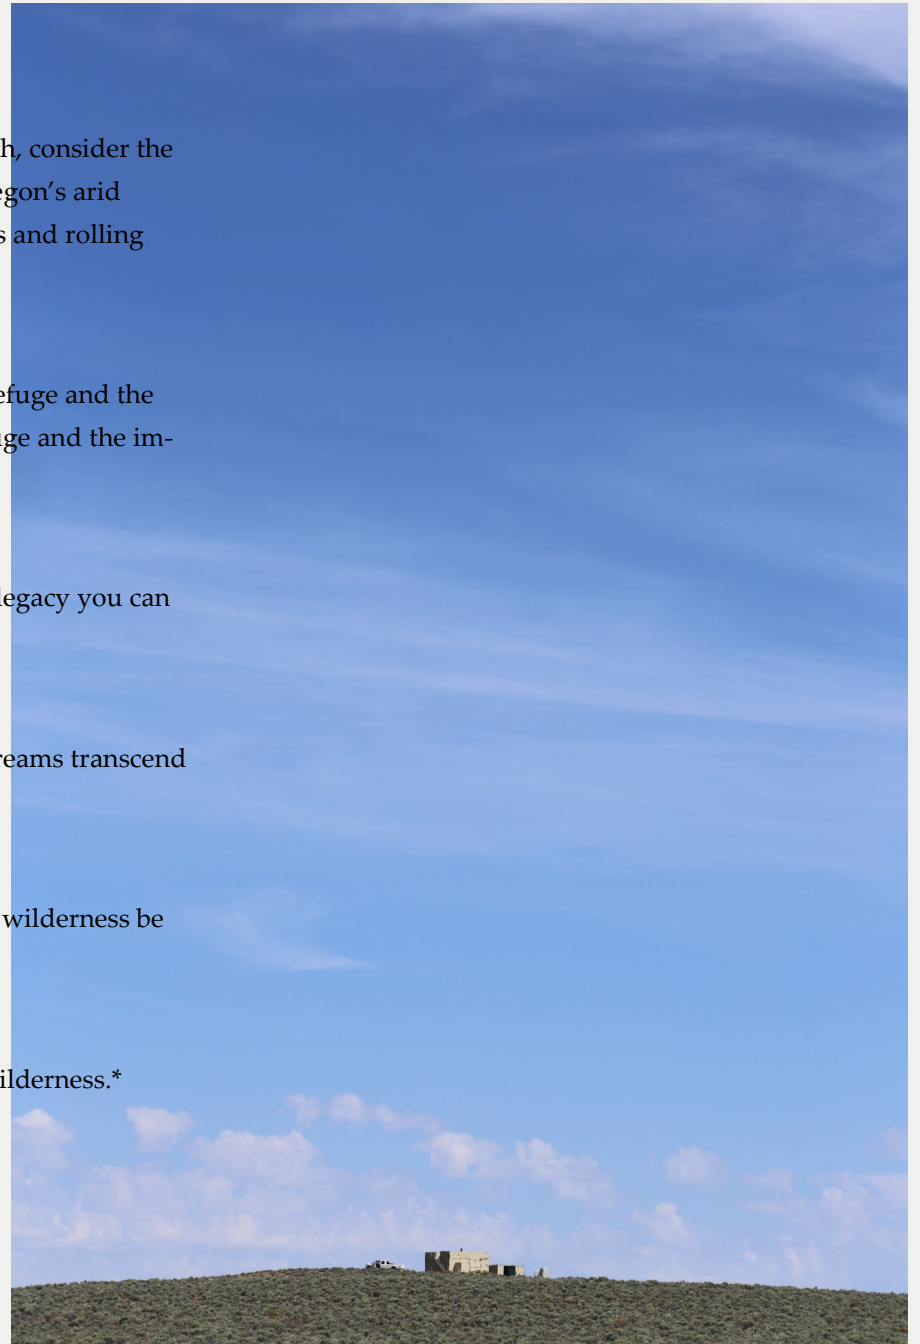 h, consider the
egon’s arid
s and rolling
efuge and the
uge and the im-
legacy you can
reams transcend
wilderness be
ilderness.*